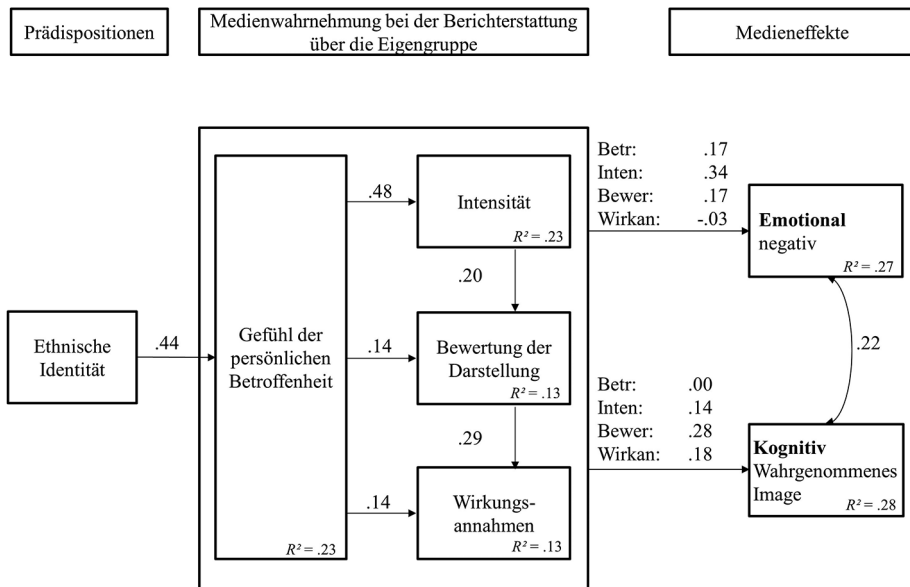 Prädispositionen
Medienwahrnehmung bei der Berichterstattung
über die Eigengruppe
Medieneffekte
Betr: .17
Inten: .34
Bewer: .17
Wirkan: -.03
.48
Intensität
R² = .23
Emotional
negativ
R² = .27
.20
Ethnische
Identität
.44
Gefühl der
persönlichen
Betroffenheit
R² = .23
.14
Bewertung der
Darstellung
R² = .13
.22
Betr: .00
Inten: .14
Bewer: .28
Wirkan: .18
.29
Kognitiv
Wahrgenommenes
Image
R² = .28
.14
Wirkungs-
annahmen
R² = .13